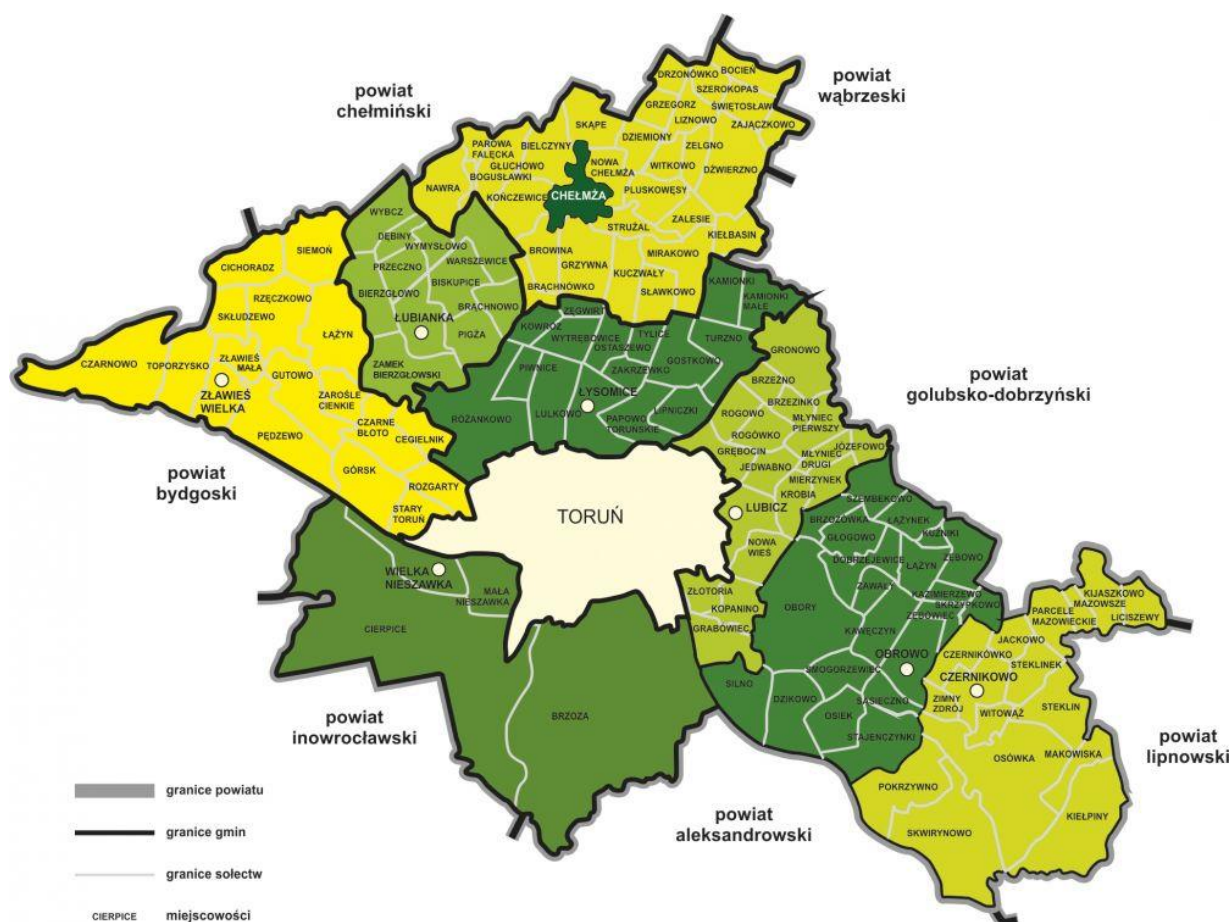 powiat
chełmiński
powiat
wąbrzeski
DRZONÓWKO
BOCIEŃ
SZEROKOPAS
GRZEGORZ
ŚWIĘTOSŁAW
LIZNOWO
ZAJĄCZKOWO
SKĄPE
DZIEMIONY
ZELGNO
PAROWA
FALĘCKA
BIELCZYNY
GŁUCHOWO
BOGUSŁAWKI
NOWA
CHEŁMŻA
WITKOWO
DŹWIERZNO
NAWRA
KOŃCZEWICE
CHEŁMŻA
PLUSKOWĘSY
ZALESIE
KIEŁBASIN
STRUŻAL
MIRAKOWO
BROWINA
GRZYWNA
KUCZWAŁY
BRĄCHNÓWKO
SŁAWKOWO
WYBCZ
DĘBINY
WYMYSŁOWO
WARSZEWICE
PRZECZNO
BISKUPICE
BIERZGŁOWO
BRĄCHNOWO
ŁUBIANKA
PIGŻA
ZAMEK
BIERZGŁOWSKI
SIEMOŃ
CICHORADZ
RZĘCZKOWO
SKŁUDZEWO
ŁĄŻYN
CZARNOWO
TOPORZYSKO
ZŁAWIEŚ
MAŁA
GUTOWO
ZŁAWIEŚ
WIELKA
ZAROŚLE
CIENKIE
PĘDZEWO
CZARNE
BŁOTO
CEGIELNIK
GÓRSK
ROZGARTY
STARY
TORUŃ
KAMIONKI
KAMIONKI
MAŁE
ZĘGWIRT
KOWRÓZ
WYTRĘBOWICE
TYLICE
OSTASZEWO
TURZNO
GOSTKOWO
PIWNICE
ZAKRZEWKO
ŁYSOMICE
RÓŻANKOWO
LULKOWO
PAPOWO
TORUŃSKIE
LIPNICZKI
GRONOWO
BRZEŹNO
BRZEZINKO
ROGOWO
MŁYNIEC
PIERWSZY
ROGÓWKO
JÓZEFOWO
GRĘBOCIN
MŁYNIEC
DRUGI
JEDWABNO
MIERZYNEK
KROBIA
LUBICZ
NOWA
WIEŚ
ZŁOTORIA
KOPANINO
GRABOWIEC
powiat
golubsko-dobrzyński
powiat
bydgoski
TORUŃ
WIELKA
NIESZAWKA
MAŁA
NIESZAWKA
CIERPICE
BRZOZA
SZEMBEKOWO
BRZOZÓWKA
ŁĄŻYNEK
GŁOGOWO
KUŹNIKI
DOBRZEJEWICE
ŁĄŻYN
ZĘBOWO
ZAWAŁY
KAZIMIERZEWO
SKRZYPKOWO
OBORY
ZĘBOWIEC
KAWĘCZYN
OBROWO
SMOGORZEWIEC
SILNO
DZIKOWO
SĄSIECZNO
OSIEK
STAJENCZYNKI
KIJASZKOWO
MAZOWSZE
PARCELE
MAZOWIECKIE
LICISZEWY
JACKOWO
CZERNIKÓWKO
STEKLINEK
CZERNIKOWO
ZIMNY
ZDRÓJ
STEKLIN
WITOWĄŻ
OSÓWKA
MAKOWISKA
POKRZYWNO
KIEŁPINY
SKWIRYNOWO
powiat
inowrocławski
powiat
aleksandrowski
powiat
lipnowski
granice powiatu
granice gmin
granice sołectw
CIERPICE miejscowości